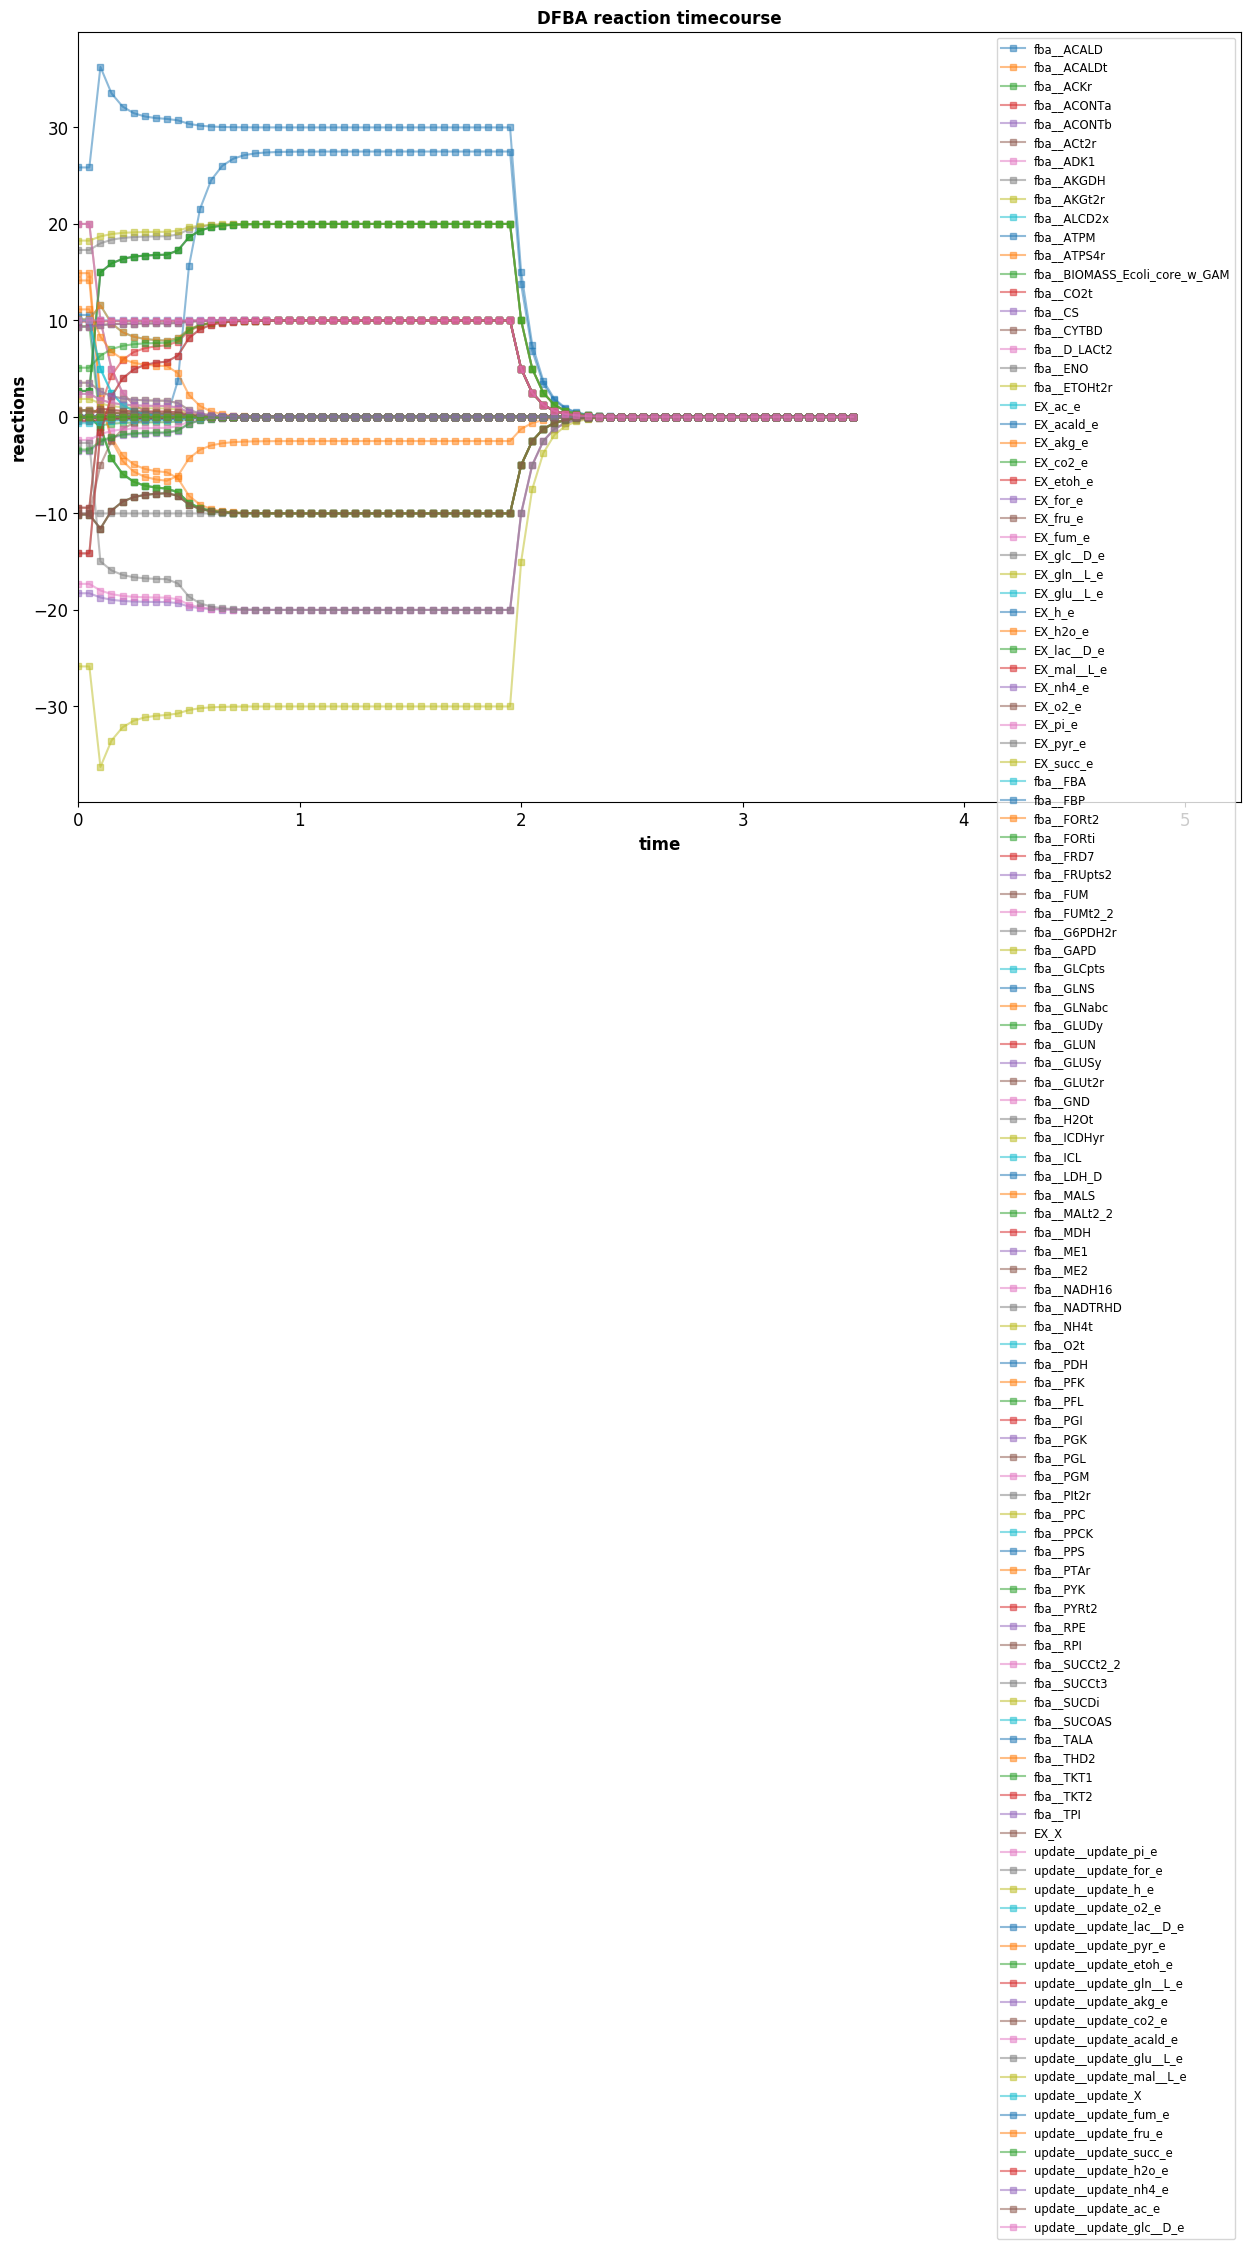 DFBA reaction timecourse
30
20
10
0
−10
−20
−30
reactions
0
1
2
3
4
5
time
fba__ACALD
fba__ACALDt
fba__ACKr
fba__ACONTa
fba__ACONTb
fba__ACt2r
fba__ADK1
fba__AKGDH
fba__AKGt2r
fba__ALCD2x
fba__ATPM
fba__ATPS4r
fba__BIOMASS_Ecoli_core_w_GAM
fba__CO2t
fba__CS
fba__CYTBD
fba__D_LACt2
fba__ENO
fba__ETOHt2r
EX_ac_e
EX_acald_e
EX_akg_e
EX_co2_e
EX_etoh_e
EX_for_e
EX_fru_e
EX_fum_e
EX_glc__D_e
EX_gln__L_e
EX_glu__L_e
EX_h_e
EX_h2o_e
EX_lac__D_e
EX_mal__L_e
EX_nh4_e
EX_o2_e
EX_pi_e
EX_pyr_e
EX_succ_e
fba__FBA
fba__FBP
fba__FORt2
fba__FORti
fba__FRD7
fba__FRUpts2
fba__FUM
fba__FUMt2_2
fba__G6PDH2r
fba__GAPD
fba__GLCpts
fba__GLNS
fba__GLNabc
fba__GLUDy
fba__GLUN
fba__GLUSy
fba__GLUt2r
fba__GND
fba__H2Ot
fba__ICDHyr
fba__ICL
fba__LDH_D
fba__MALS
fba__MALt2_2
fba__MDH
fba__ME1
fba__ME2
fba__NADH16
fba__NADTRHD
fba__NH4t
fba__O2t
fba__PDH
fba__PFK
fba__PFL
fba__PGI
fba__PGK
fba__PGL
fba__PGM
fba__PIt2r
fba__PPC
fba__PPCK
fba__PPS
fba__PTAr
fba__PYK
fba__PYRt2
fba__RPE
fba__RPI
fba__SUCCt2_2
fba__SUCCt3
fba__SUCDi
fba__SUCOAS
fba__TALA
fba__THD2
fba__TKT1
fba__TKT2
fba__TPI
EX_X
update__update_pi_e
update__update_for_e
update__update_h_e
update__update_o2_e
update__update_lac__D_e
update__update_pyr_e
update__update_etoh_e
update__update_gln__L_e
update__update_akg_e
update__update_co2_e
update__update_acald_e
update__update_glu__L_e
update__update_mal__L_e
update__update_X
update__update_fum_e
update__update_fru_e
update__update_succ_e
update__update_h2o_e
update__update_nh4_e
update__update_ac_e
update__update_glc__D_e